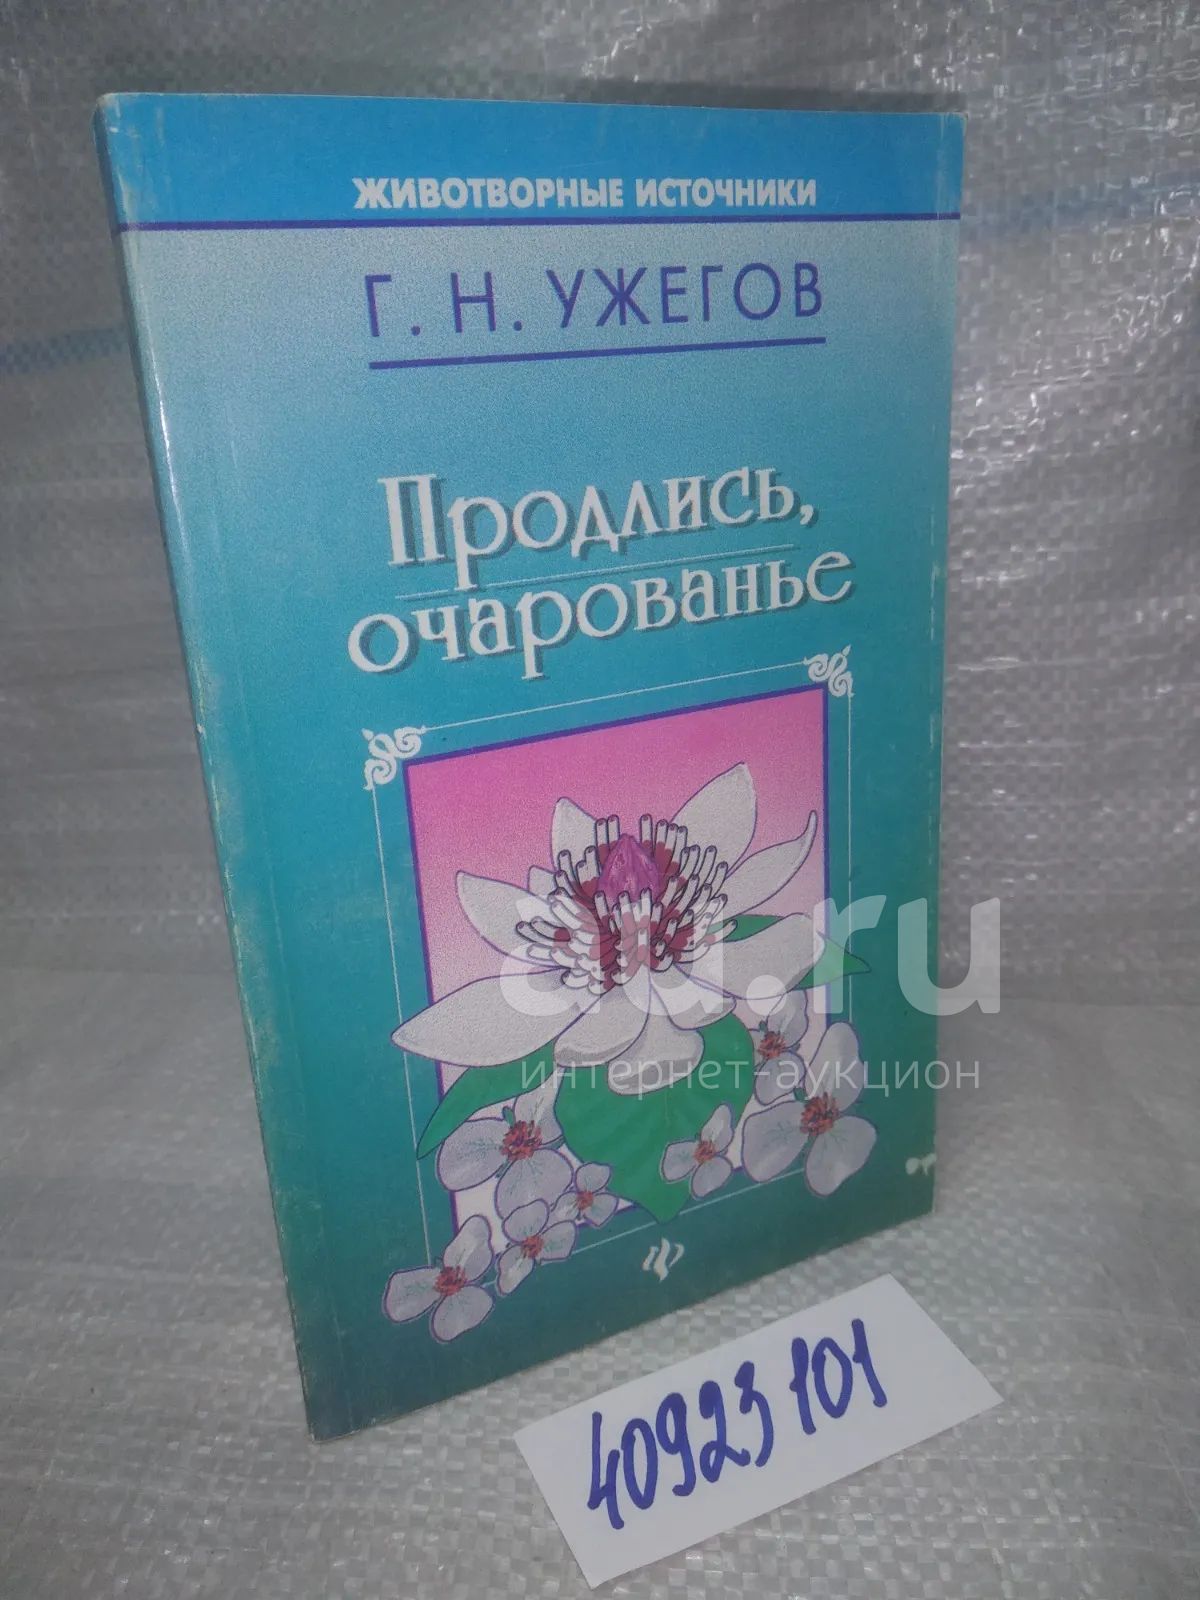 ЖИВОТВОРНЫЕ ИСТОЧНИКИ
Г. Н. УЖЕГОВ
Продлись,
очарованье
au.ru
интернет-аукцион
40923101